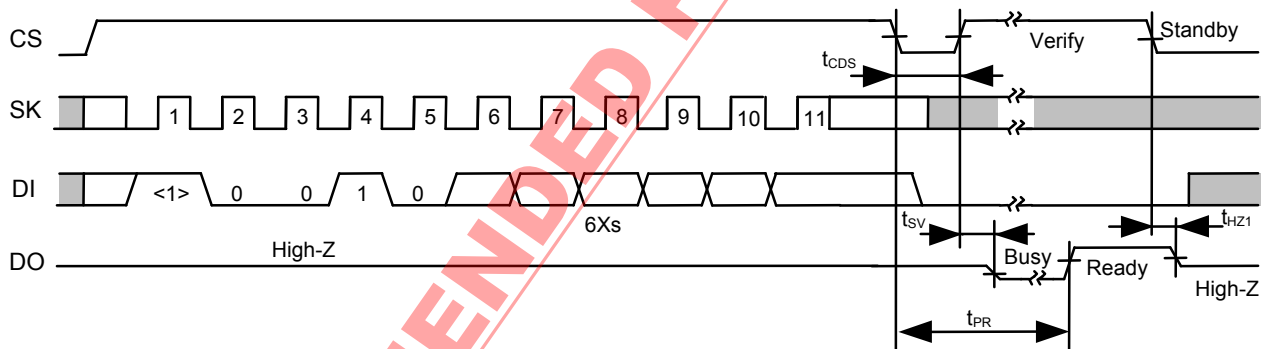 CS
Verify
Standby
tCDS
SK
1 2 3 4 5 6 7 8 9 10 11
DI
<1> 0 0 1 0
6Xs
tSV
tHZ1
High-Z
DO
Busy
Ready
High-Z
tPR
ENDED